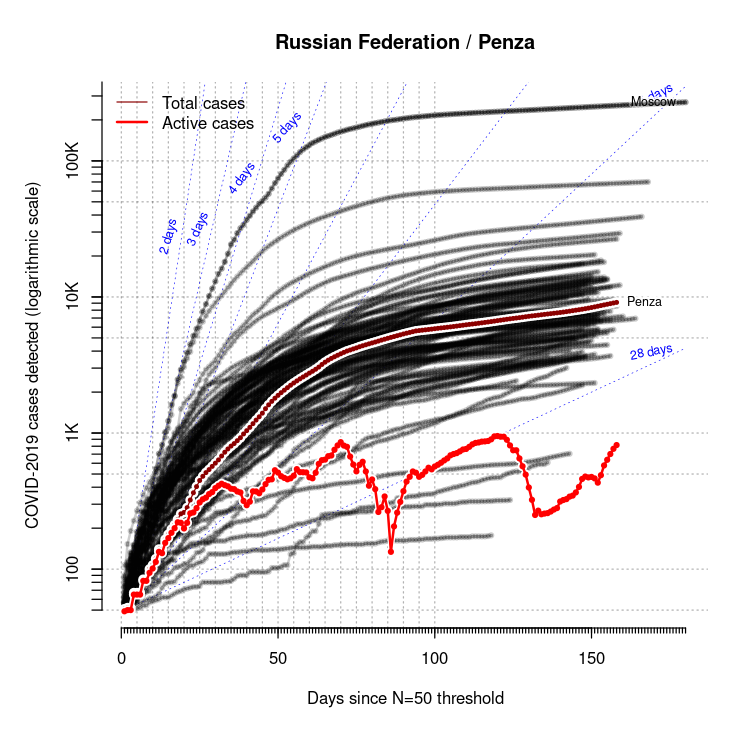 Russian Federation / Penza
Total cases
Active cases
2 days
3 days
4 days
5 days
days
Moscow
Penza
28 days
COVID-2019 cases detected (logarithmic scale)
100K
10K
1K
100
0 50 100 150
Days since N=50 threshold